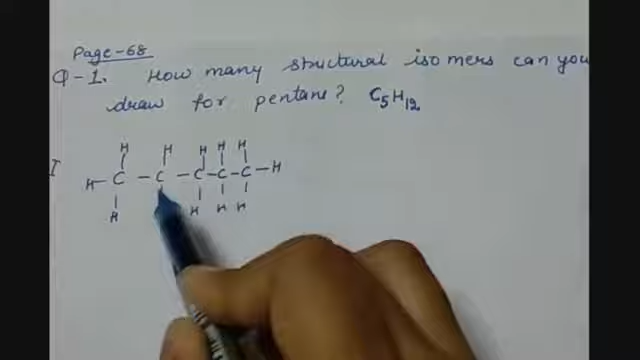 Page-68
Q-1. How many structural isomers can you
draw for pentane? C₅H₁₂
H H H H H
I H-C-C-C-C-C-H
H H H H